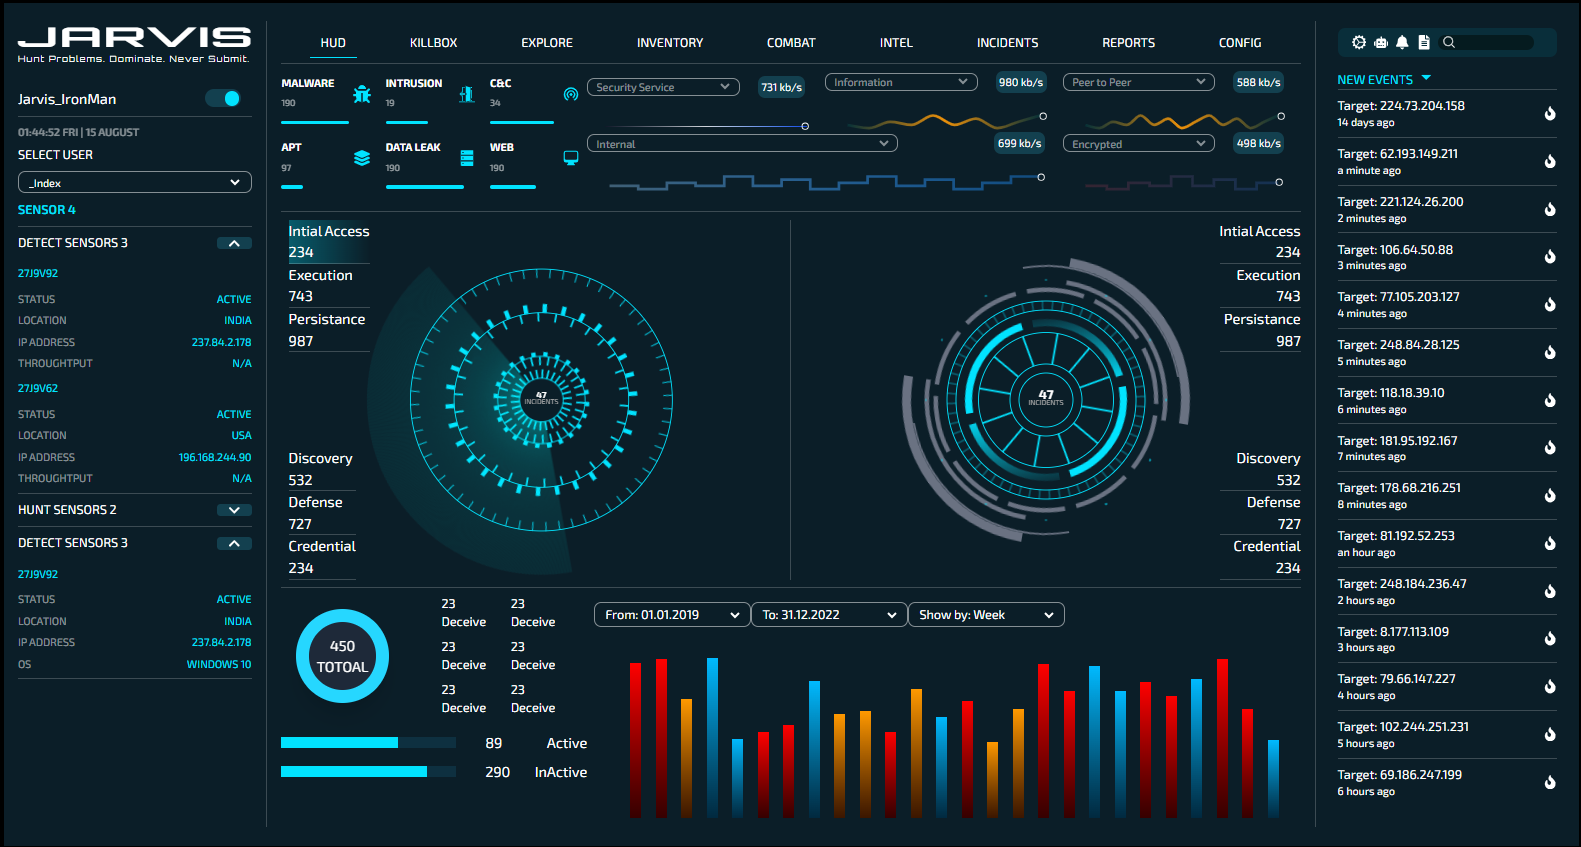 JARVIS
Hunt Problems. Dominate. Never Submit.
Jarvis_IronMan
01:44:52 FRI | 15 AUGUST
SELECT USER
_Index
SENSOR 4
DETECT SENSORS 3
27J9V92
STATUS ACTIVE
LOCATION INDIA
IP ADDRESS 237.84.2.178
THROUGHTPUT N/A
27J9V62
STATUS ACTIVE
LOCATION USA
IP ADDRESS 196.168.244.90
THROUGHTPUT N/A
HUNT SENSORS 2
DETECT SENSORS 3
27J9V92
STATUS ACTIVE
LOCATION INDIA
IP ADDRESS 237.84.2.178
OS WINDOWS 10
HUD KILLBOX EXPLORE INVENTORY COMBAT INTEL INCIDENTS REPORTS CONFIG
MALWARE
190
INTRUSION
19
C&C
34
APT
97
DATA LEAK
190
WEB
190
Security Service 731 kb/s
Information 980 kb/s
Peer to Peer 588 kb/s
Internal 699 kb/s
Encrypted 498 kb/s
Intial Access
234
Execution
743
Persistance
987
Discovery
532
Defense
727
Credential
234
47
INCIDENTS
47
INCIDENTS
Intial Access
234
Execution
743
Persistance
987
Discovery
532
Defense
727
Credential
234
450
TOTOAL
23 23
Deceive Deceive
23 23
Deceive Deceive
23 23
Deceive Deceive
89 Active
290 InActive
From: 01.01.2019 To: 31.12.2022 Show by: Week
NEW EVENTS
Target: 224.73.204.158
14 days ago
Target: 62.193.149.211
a minute ago
Target: 221.124.26.200
2 minutes ago
Target: 106.64.50.88
3 minutes ago
Target: 77.105.203.127
4 minutes ago
Target: 248.84.28.125
5 minutes ago
Target: 118.18.39.10
6 minutes ago
Target: 181.95.192.167
7 minutes ago
Target: 178.68.216.251
8 minutes ago
Target: 81.192.52.253
an hour ago
Target: 248.184.236.47
2 hours ago
Target: 8.177.113.109
3 hours ago
Target: 79.66.147.227
4 hours ago
Target: 102.244.251.231
5 hours ago
Target: 69.186.247.199
6 hours ago